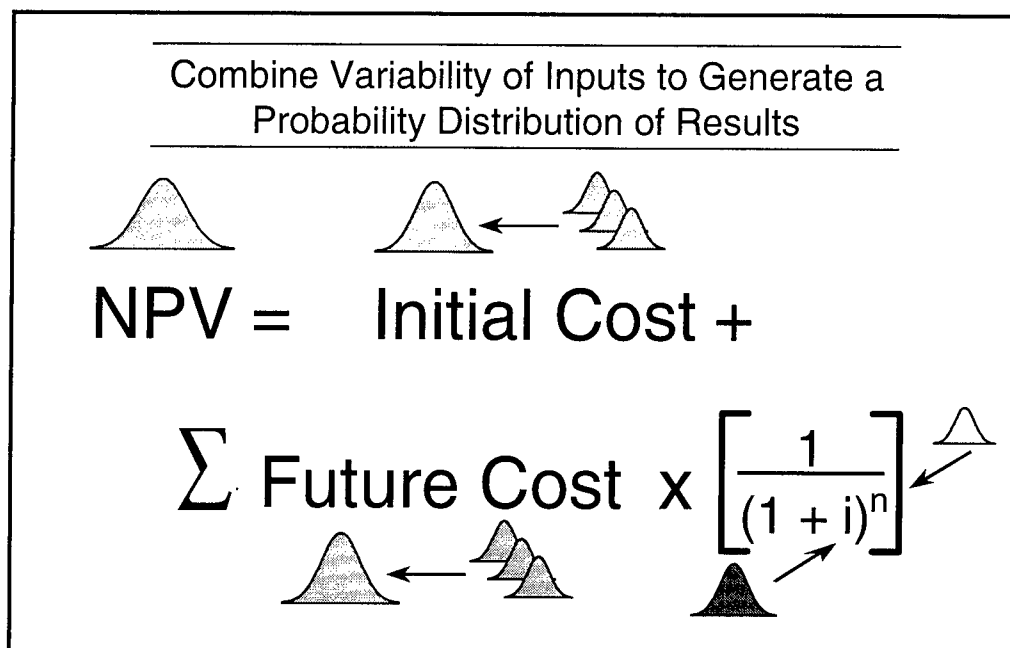 Combine Variability of Inputs to Generate a
Probability Distribution of Results
NPV = Initial Cost +
∑ Future Cost x [1/(1 + i)ⁿ]